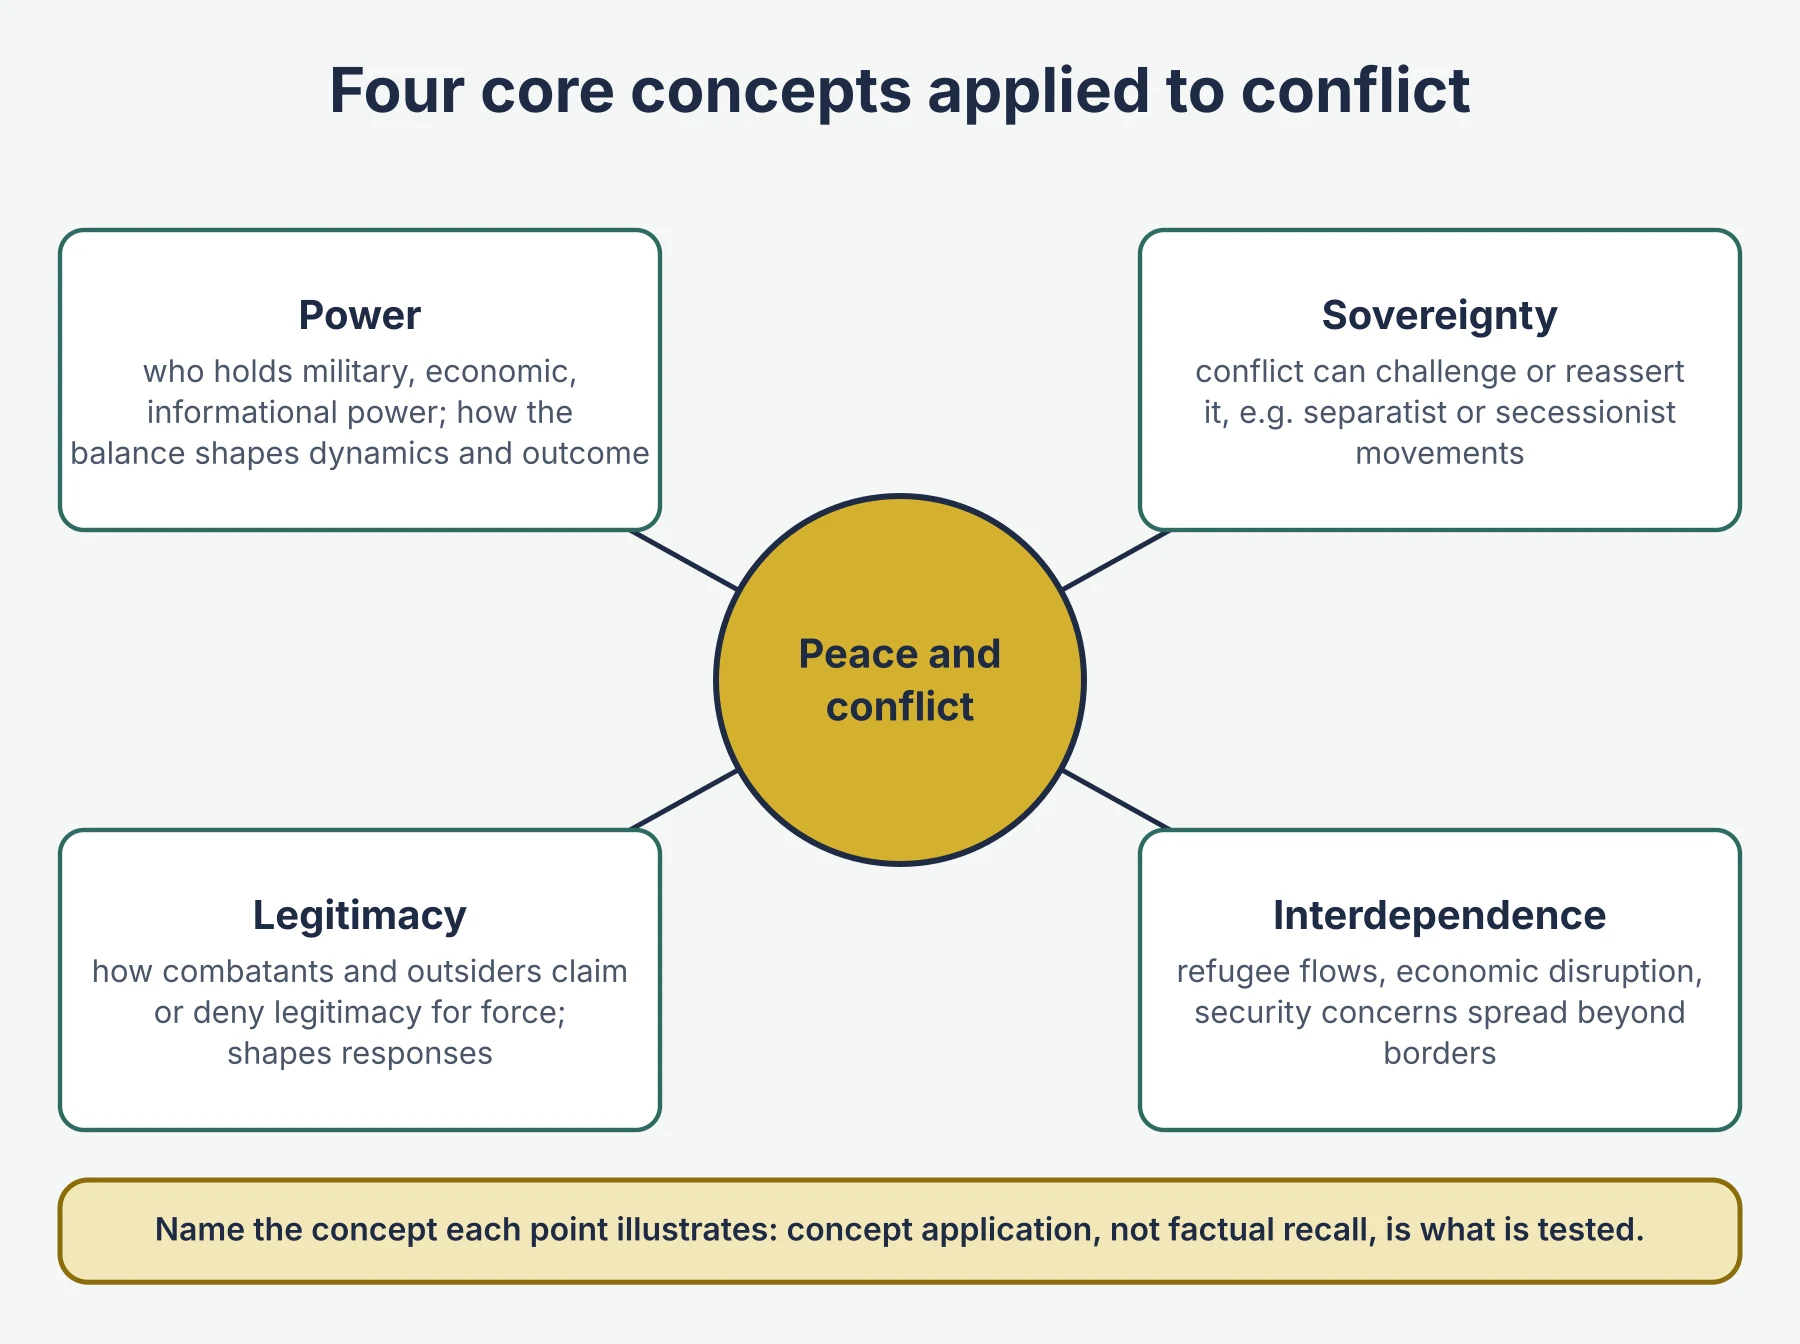 Four core concepts applied to conflict
Power
who holds military, economic,
informational power; how the
balance shapes dynamics and outcome
Sovereignty
conflict can challenge or reassert
it, e.g. separatist or secessionist
movements
Peace and
conflict
Legitimacy
how combatants and outsiders claim
or deny legitimacy for force;
shapes responses
Interdependence
refugee flows, economic disruption,
security concerns spread beyond
borders
Name the concept each point illustrates: concept application, not factual recall, is what is tested.